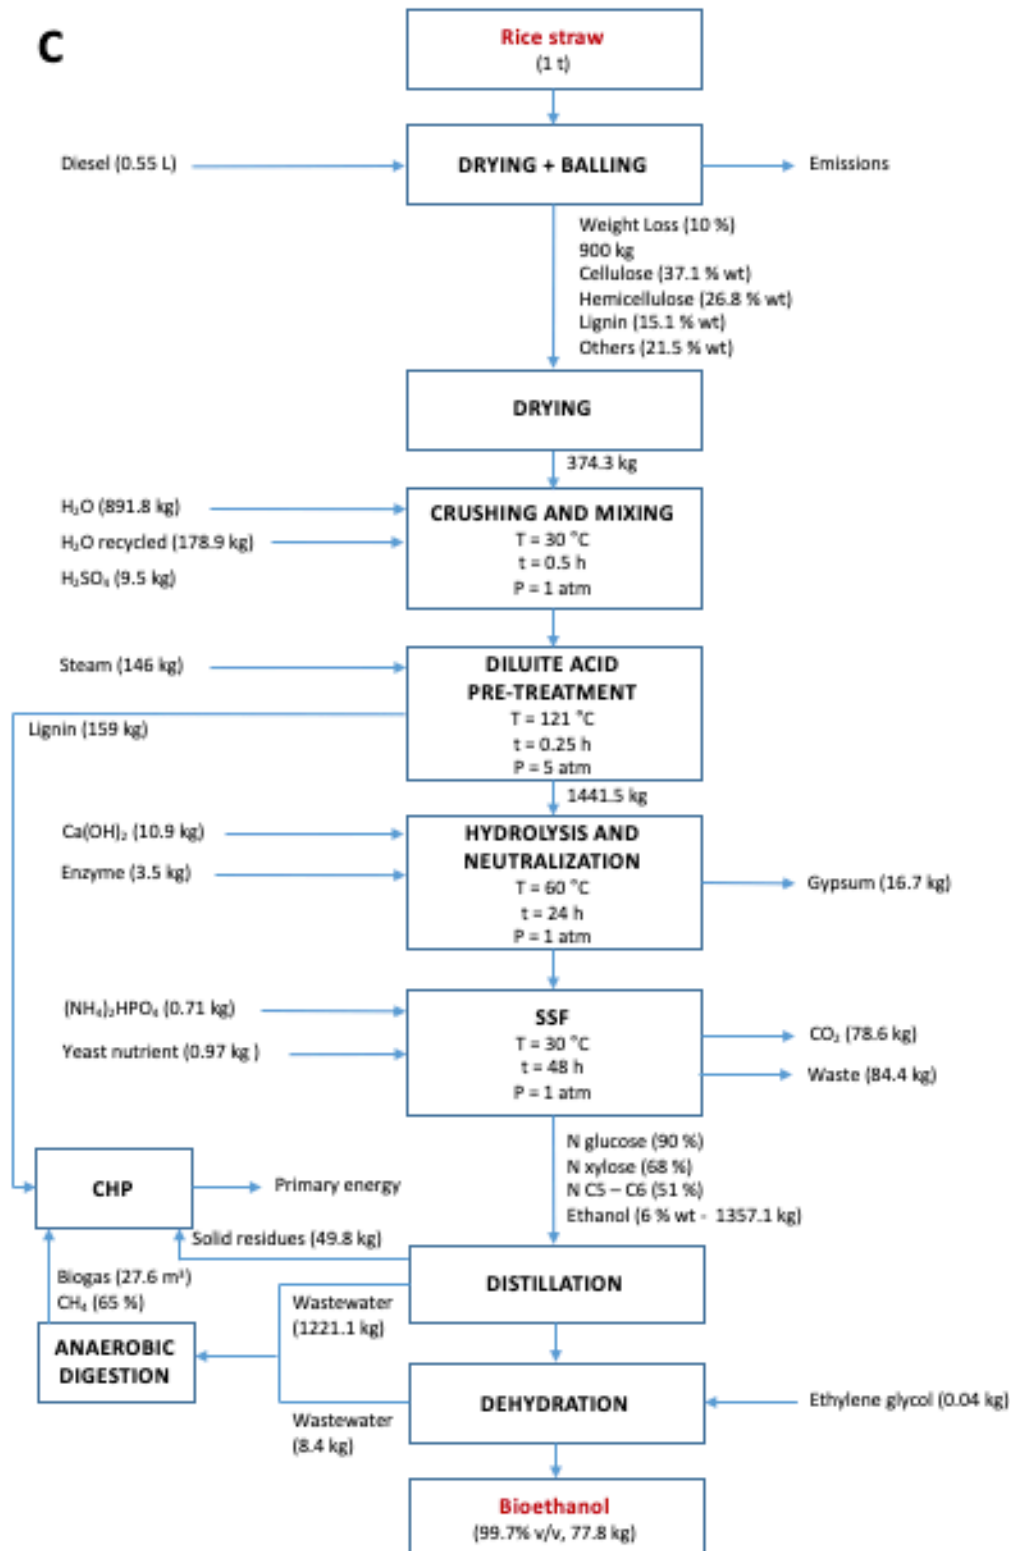 C
Rice straw
(1 t)
Diesel (0.55 L)
DRYING + BALLING
Emissions
Weight Loss (10 %)
900 kg
Cellulose (37.1 % wt)
Hemicellulose (26.8 % wt)
Lignin (15.1 % wt)
Others (21.5 % wt)
DRYING
374.3 kg
H₂O (891.8 kg)
H₂O recycled (178.9 kg)
H₂SO₄ (9.5 kg)
CRUSHING AND MIXING
T = 30 °C
t = 0.5 h
P = 1 atm
Steam (146 kg)
Lignin (159 kg)
DILUITE ACID
PRE-TREATMENT
T = 121 °C
t = 0.25 h
P = 5 atm
1441.5 kg
Ca(OH)₂ (10.9 kg)
Enzyme (3.5 kg)
HYDROLYSIS AND
NEUTRALIZATION
T = 60 °C
t = 24 h
P = 1 atm
Gypsum (16.7 kg)
(NH₄)₂HPO₄ (0.71 kg)
Yeast nutrient (0.97 kg )
SSF
T = 30 °C
t = 48 h
P = 1 atm
CO₂ (78.6 kg)
Waste (84.4 kg)
N glucose (90 %)
N xylose (68 %)
N C5 – C6 (51 %)
Ethanol (6 % wt - 1357.1 kg)
CHP
Primary energy
Solid residues (49.8 kg)
Biogas (27.6 m³)
CH₄ (65 %)
DISTILLATION
Wastewater
(1221.1 kg)
ANAEROBIC
DIGESTION
DEHYDRATION
Ethylene glycol (0.04 kg)
Wastewater
(8.4 kg)
Bioethanol
(99.7% v/v, 77.8 kg)